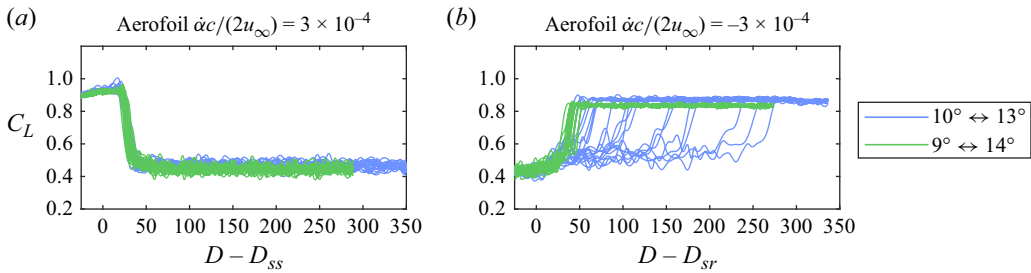 (a) Aerofoil α̇c/(2u∞) = 3 × 10⁻⁴
1.0
0.8
C_L
0.6
0.4
0.2
0 50 100 150 200 250 300 350
D – D_ss
(b) Aerofoil α̇c/(2u∞) = –3 × 10⁻⁴
1.0
0.8
0.6
0.4
0.2
0 50 100 150 200 250 300 350
D – D_sr
10° ↔ 13°
9° ↔ 14°